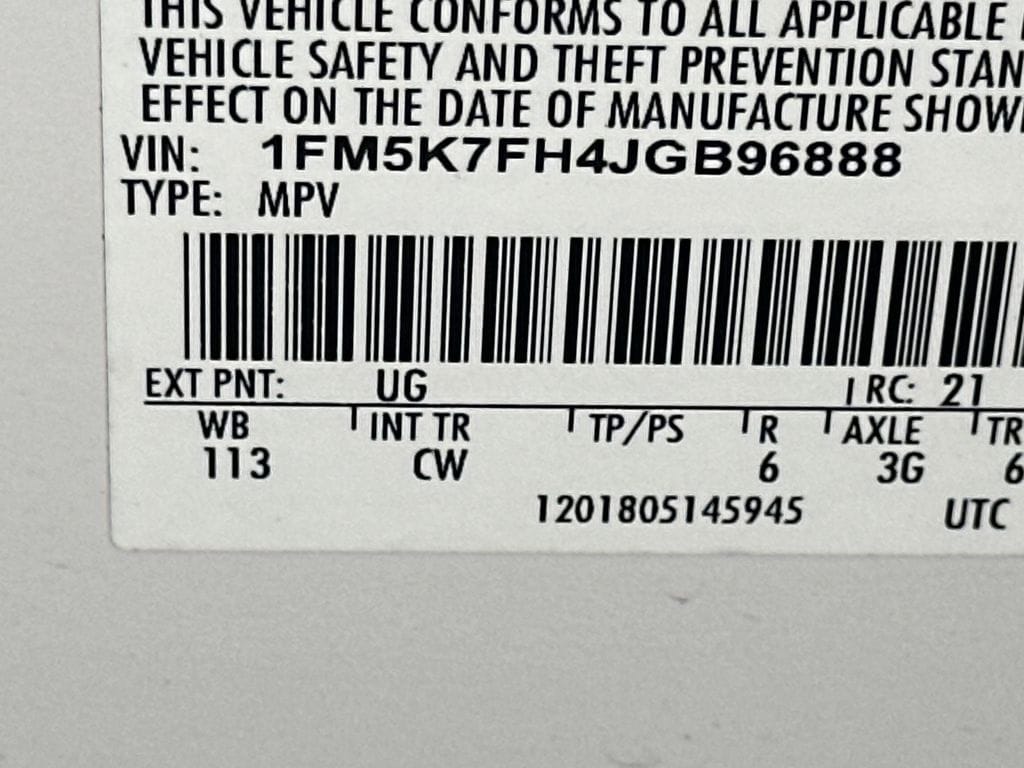 THIS VEHICLE CONFORMS TO ALL APPLICABLE
VEHICLE SAFETY AND THEFT PREVENTION STAN
EFFECT ON THE DATE OF MANUFACTURE SHOW
VIN: 1FM5K7FH4JGB96888
TYPE: MPV
EXT PNT: UG RC: 21
WB INT TR TP/PS R AXLE TR
113 CW 6 3G 6
1201805145945 UTC